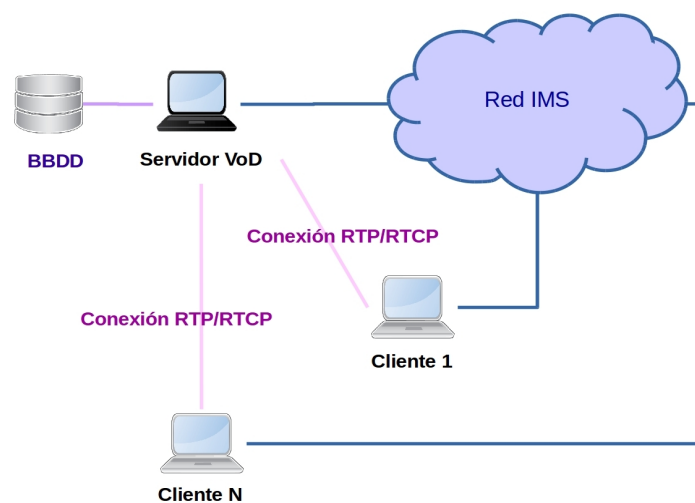 Red IMS
BBDD
Servidor VoD
Conexión RTP/RTCP
Conexión RTP/RTCP
Cliente 1
Cliente N